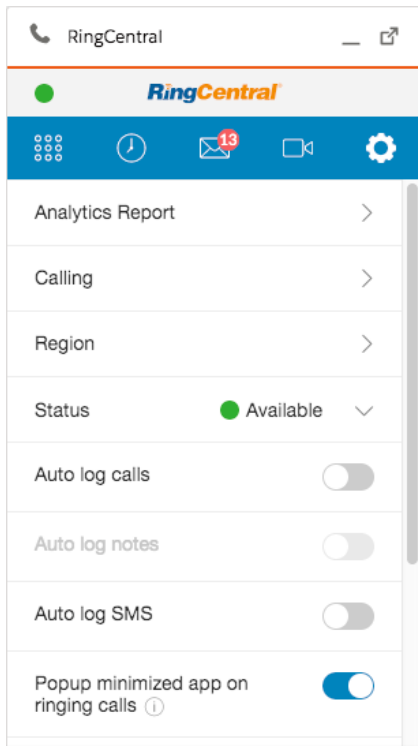 RingCentral
RingCentral
13
Analytics Report
Calling
Region
Status Available
Auto log calls
Auto log notes
Auto log SMS
Popup minimized app on
ringing calls i